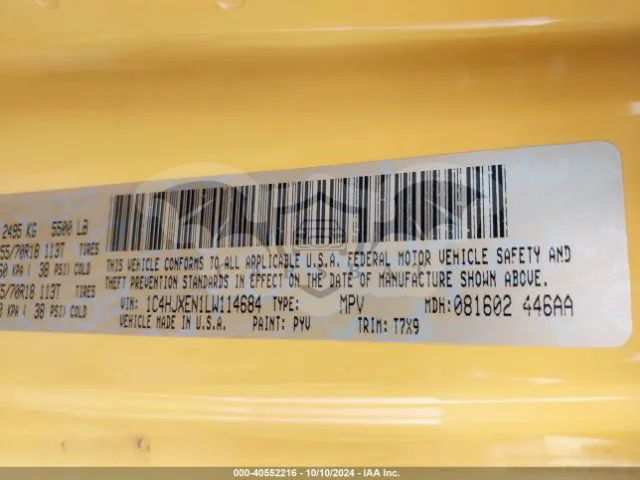 2495 KG 5500 LB
55/70R18 113T TIRES
60 KPA ( 38 PSI) COLD
5/70R18 113T TIRES
0 KPA ( 38 PSI) COLD
THIS VEHICLE CONFORMS TO ALL APPLICABLE U.S.A. FEDERAL MOTOR VEHICLE SAFETY AND
THEFT PREVENTION STANDARDS IN EFFECT ON THE DATE OF MANUFACTURE SHOWN ABOVE.
VIN: 1C4HJXEN1LW114684 TYPE: MPV MDH: 081602 446AA
VEHICLE MADE IN U.S.A. PAINT: PYV TRIM: T7X9
000-40552216 - 10/10/2024 - IAA Inc.